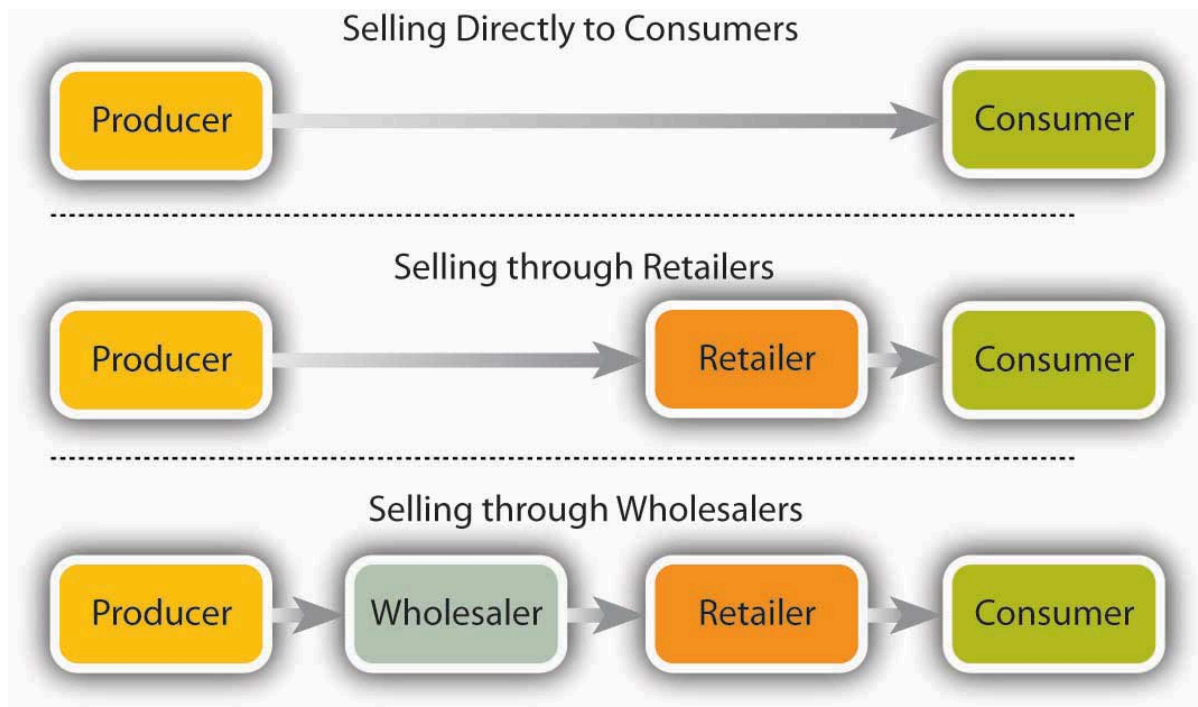 Selling Directly to Consumers
Producer
Consumer
Selling through Retailers
Producer
Retailer
Consumer
Selling through Wholesalers
Producer
Wholesaler
Retailer
Consumer